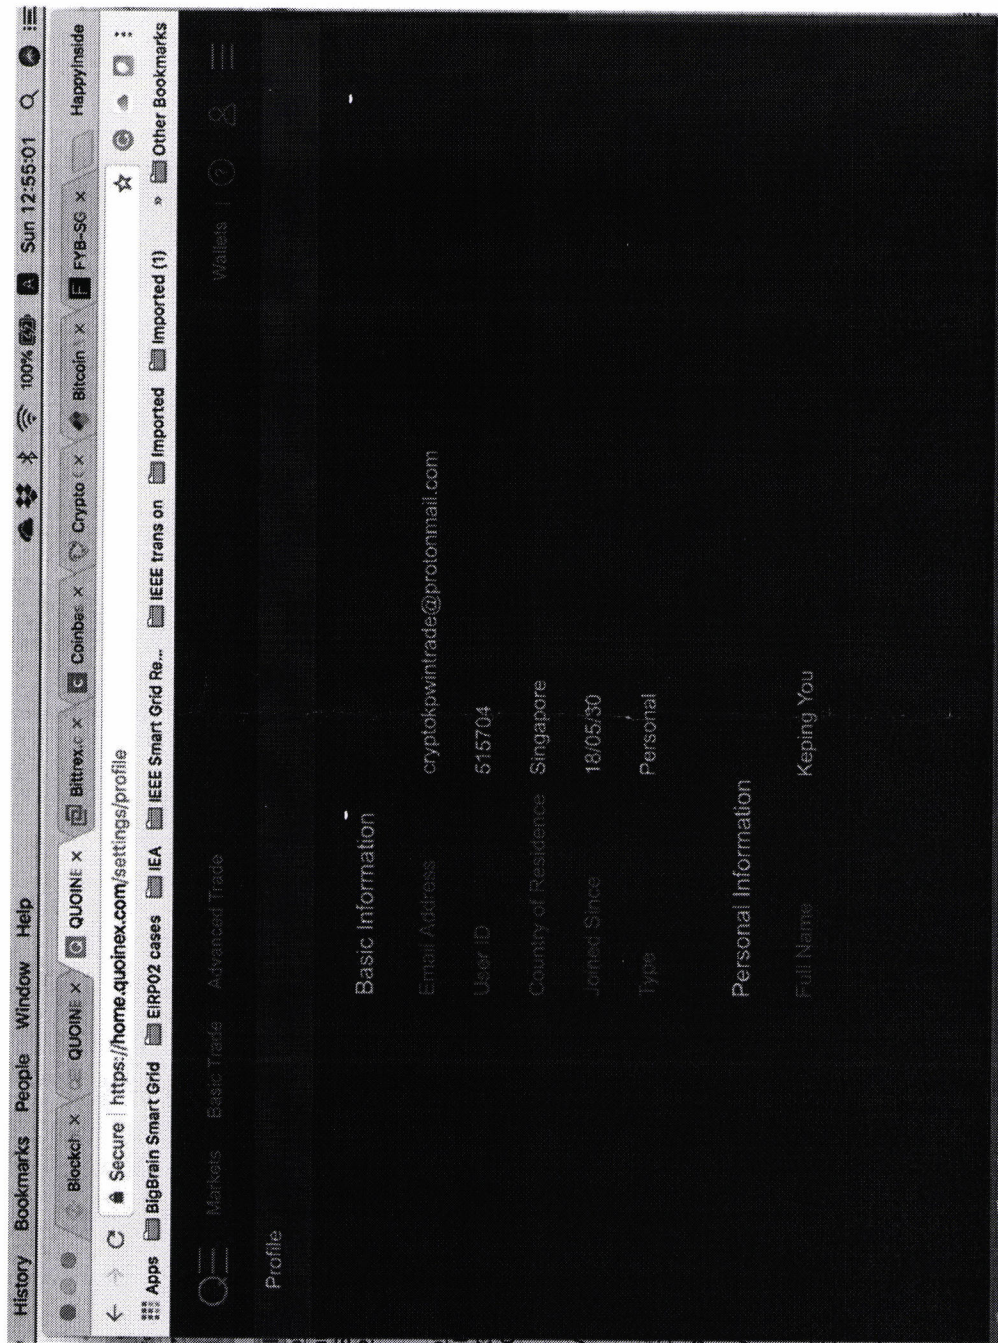 History Bookmarks People Window Help 100% A Sun 12:55:01
Blockch × QUOINE × QUOINE × Bittrex.c × Coinbas × Crypto × Bitcoin × FYB-SG × HappyInside
Secure | https://home.quoinex.com/settings/profile
Apps BigBrain Smart Grid EIRP02 cases IEA IEEE Smart Grid Re... IEEE trans on Imported Imported (1) » Other Bookmarks
Markets Basic Trade Advanced Trade Wallets | ?
Profile
Basic Information
Email Address cryptokpwintrade@protonmail.com
User ID 515704
Country of Residence Singapore
Joined Since 18/05/30
Type Personal
Personal Information
Full Name Keping You